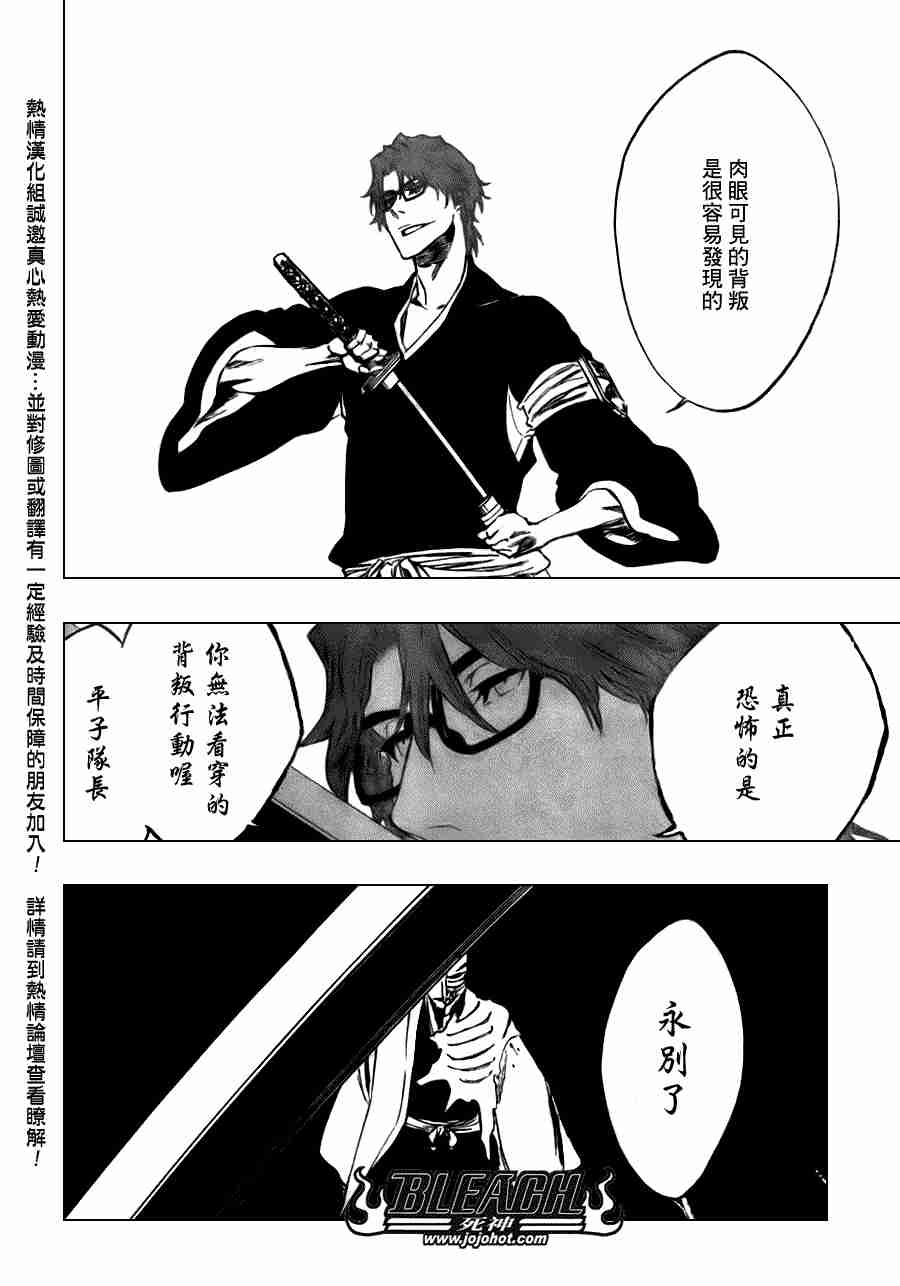 肉眼可見的背叛
是很容易發現的
真正
恐怖的是
你無法看穿的
背叛行動喔
平子隊長
永別了
熱情漢化組誠邀真心熱愛動漫…並對修圖或翻譯有一定經驗及時間保障的朋友加入！ 詳情請到熱情論壇查看瞭解！
BLEACH
死神
www.jojohot.com